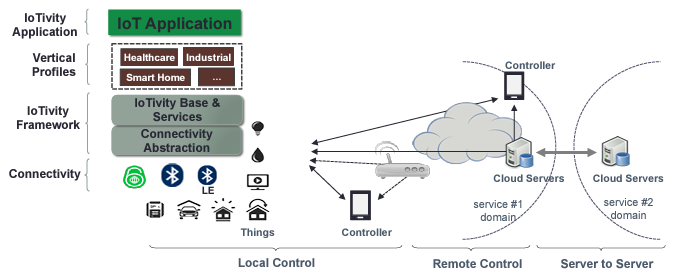 IoTivity
Application
IoT Application
Vertical
Profiles
Healthcare
Industrial
Smart Home
...
IoTivity
Framework
IoTivity Base &
Services
Connectivity
Abstraction
Connectivity
LE
Things
Controller
Controller
Cloud Servers
Cloud Servers
service #1
domain
service #2
domain
Local Control
Remote Control
Server to Server